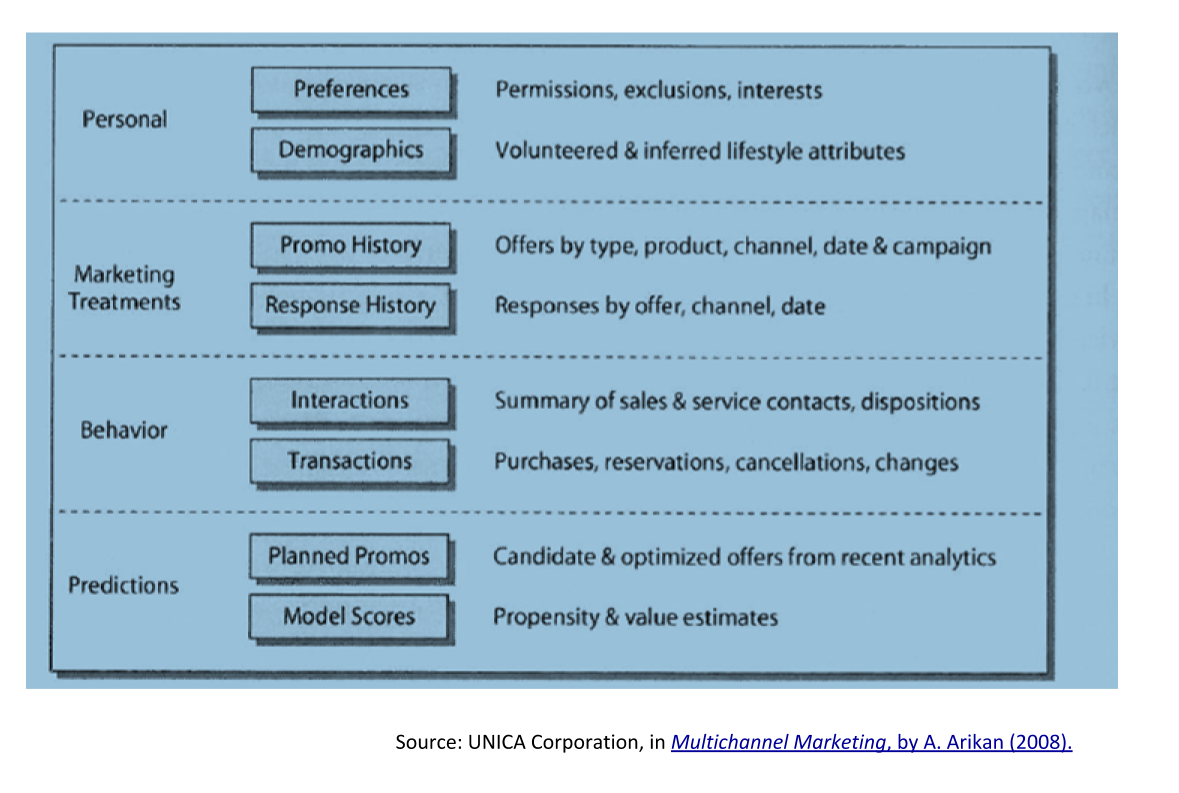 Personal
Preferences Permissions, exclusions, interests
Demographics Volunteered & inferred lifestyle attributes
Marketing
Treatments
Promo History Offers by type, product, channel, date & campaign
Response History Responses by offer, channel, date
Behavior
Interactions Summary of sales & service contacts, dispositions
Transactions Purchases, reservations, cancellations, changes
Predictions
Planned Promos Candidate & optimized offers from recent analytics
Model Scores Propensity & value estimates
Source: UNICA Corporation, in Multichannel Marketing, by A. Arikan (2008).